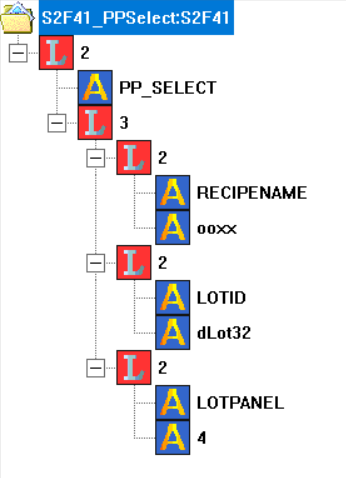 S2F41_PPSelect:S2F41
L 2
A PP_SELECT
L 3
L 2
A RECIPENAME
A ooxx
L 2
A LOTID
A dLot32
L 2
A LOTPANEL
A 4